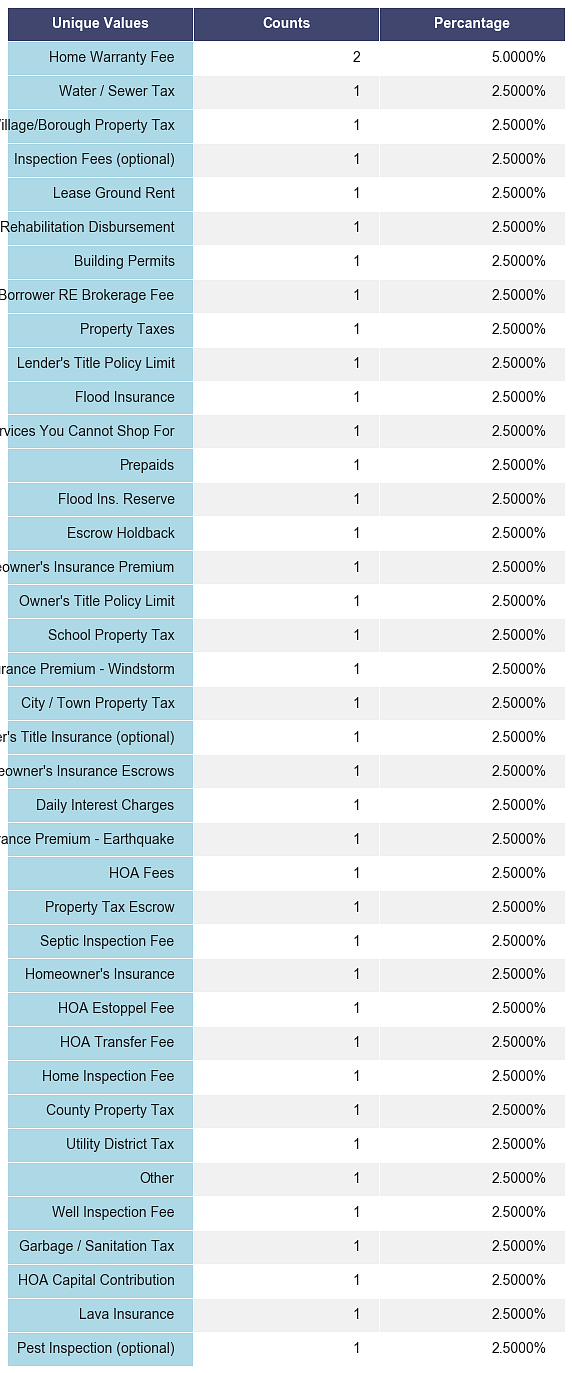 Unique Values Counts Percantage
Home Warranty Fee 2 5.0000%
Water / Sewer Tax 1 2.5000%
illage/Borough Property Tax 1 2.5000%
Inspection Fees (optional) 1 2.5000%
Lease Ground Rent 1 2.5000%
Rehabilitation Disbursement 1 2.5000%
Building Permits 1 2.5000%
Borrower RE Brokerage Fee 1 2.5000%
Property Taxes 1 2.5000%
Lender's Title Policy Limit 1 2.5000%
Flood Insurance 1 2.5000%
rvices You Cannot Shop For 1 2.5000%
Prepaids 1 2.5000%
Flood Ins. Reserve 1 2.5000%
Escrow Holdback 1 2.5000%
eowner's Insurance Premium 1 2.5000%
Owner's Title Policy Limit 1 2.5000%
School Property Tax 1 2.5000%
urance Premium - Windstorm 1 2.5000%
City / Town Property Tax 1 2.5000%
er's Title Insurance (optional) 1 2.5000%
eowner's Insurance Escrows 1 2.5000%
Daily Interest Charges 1 2.5000%
rance Premium - Earthquake 1 2.5000%
HOA Fees 1 2.5000%
Property Tax Escrow 1 2.5000%
Septic Inspection Fee 1 2.5000%
Homeowner's Insurance 1 2.5000%
HOA Estoppel Fee 1 2.5000%
HOA Transfer Fee 1 2.5000%
Home Inspection Fee 1 2.5000%
County Property Tax 1 2.5000%
Utility District Tax 1 2.5000%
Other 1 2.5000%
Well Inspection Fee 1 2.5000%
Garbage / Sanitation Tax 1 2.5000%
HOA Capital Contribution 1 2.5000%
Lava Insurance 1 2.5000%
Pest Inspection (optional) 1 2.5000%